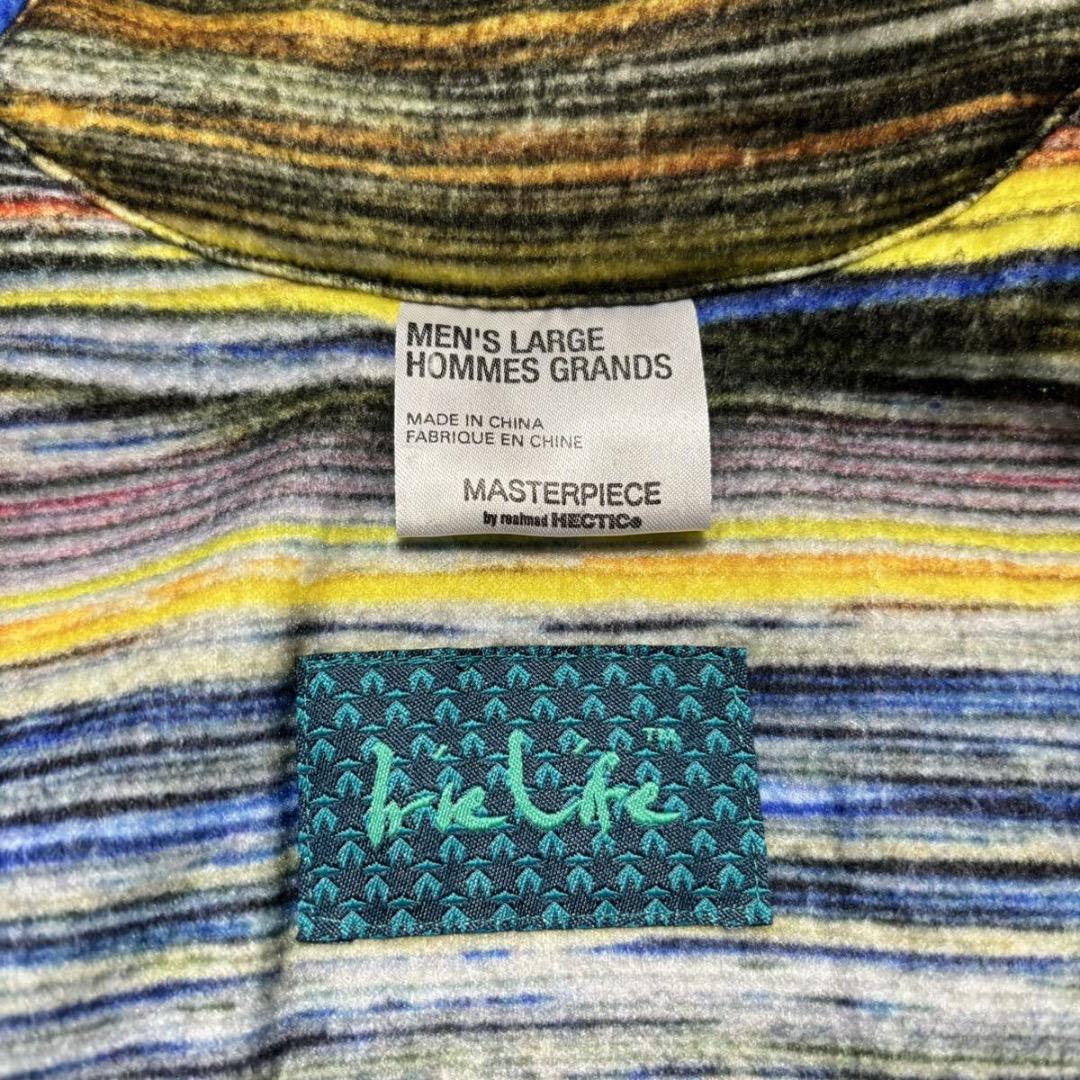 MEN'S LARGE
HOMMES GRANDS
MADE IN CHINA
FABRIQUE EN CHINE
MASTERPIECE
by realmad HECTIC®
Irie Life™